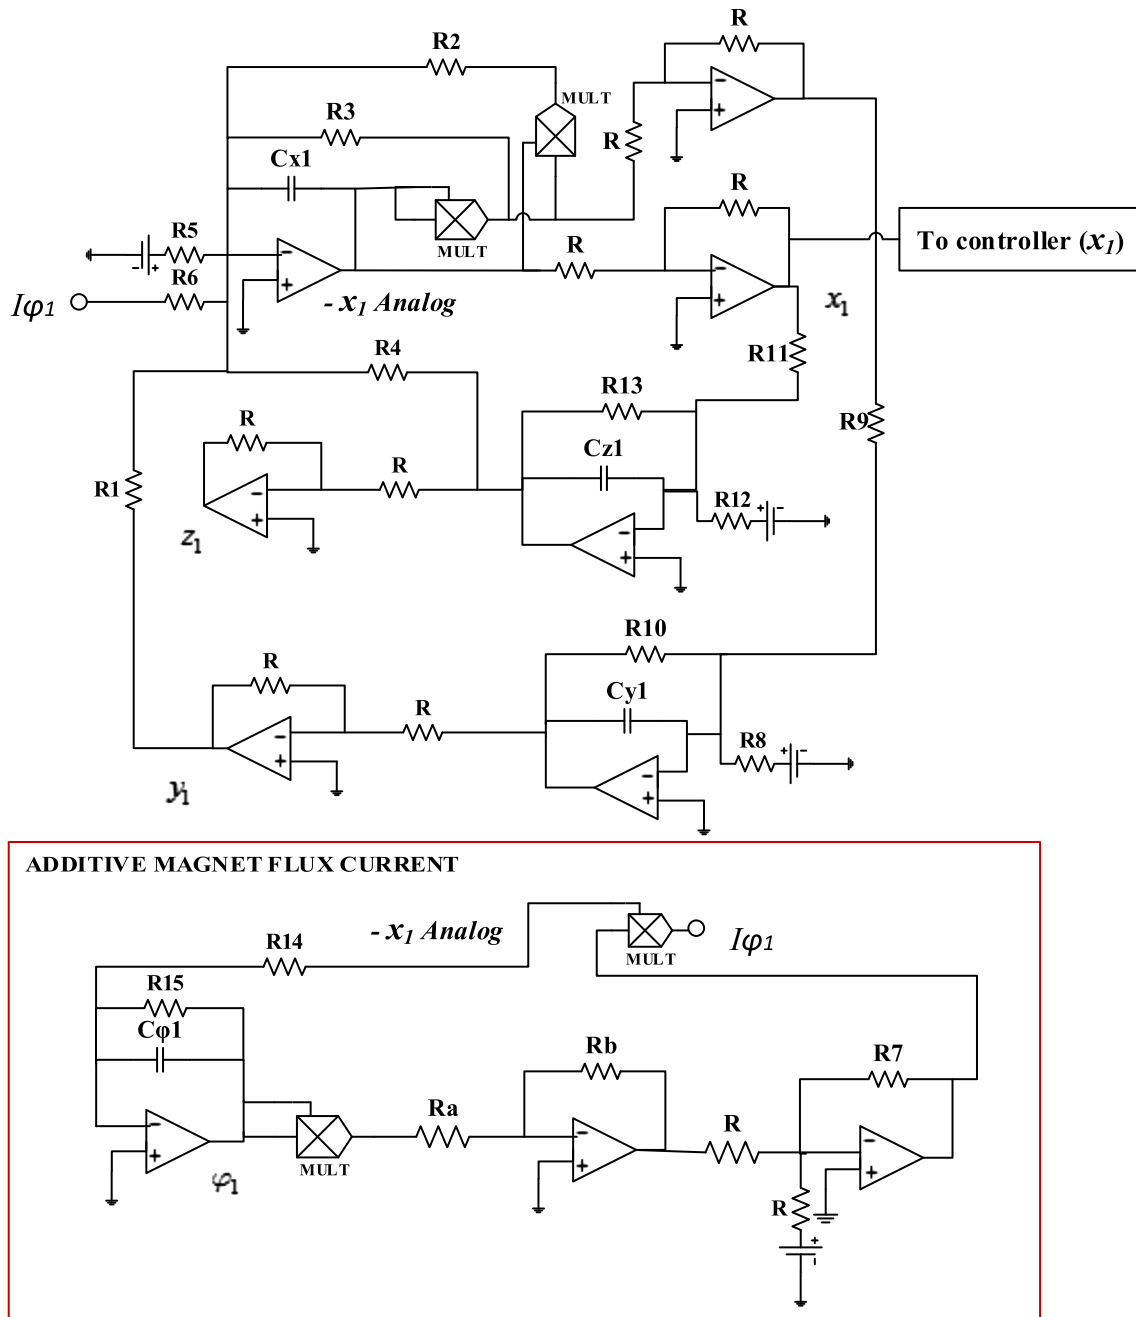 R
R2
MULT
R3
R
Cx1
R
MULT
R5
R
To controller (x1)
R6
Iφ1
- x1 Analog
x1
R4
R11
R13
R9
R
Cz1
R
R1
R12
z1
R10
R
Cy1
R
R8
y1
ADDITIVE MAGNET FLUX CURRENT
- x1 Analog
R14
Iφ1
MULT
R15
Cφ1
Rb
R7
Ra
R
MULT
φ1
R